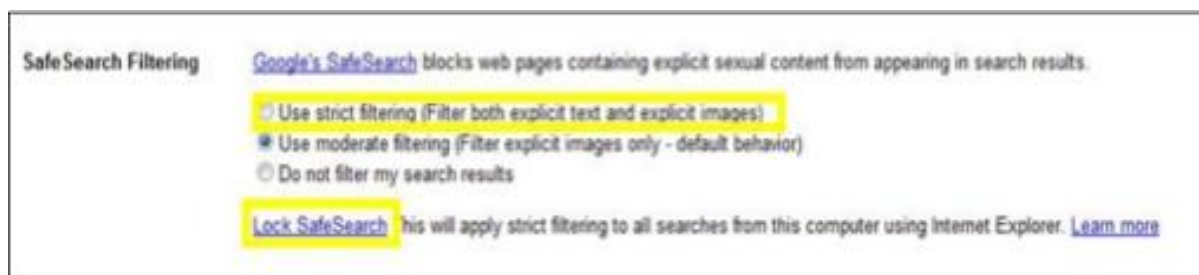 SafeSearch Filtering Google's SafeSearch blocks web pages containing explicit sexual content from appearing in search results.
Use strict filtering (Filter both explicit text and explicit images)
Use moderate filtering (Filter explicit images only - default behavior)
Do not filter my search results
Lock SafeSearch This will apply strict filtering to all searches from this computer using Internet Explorer. Learn more